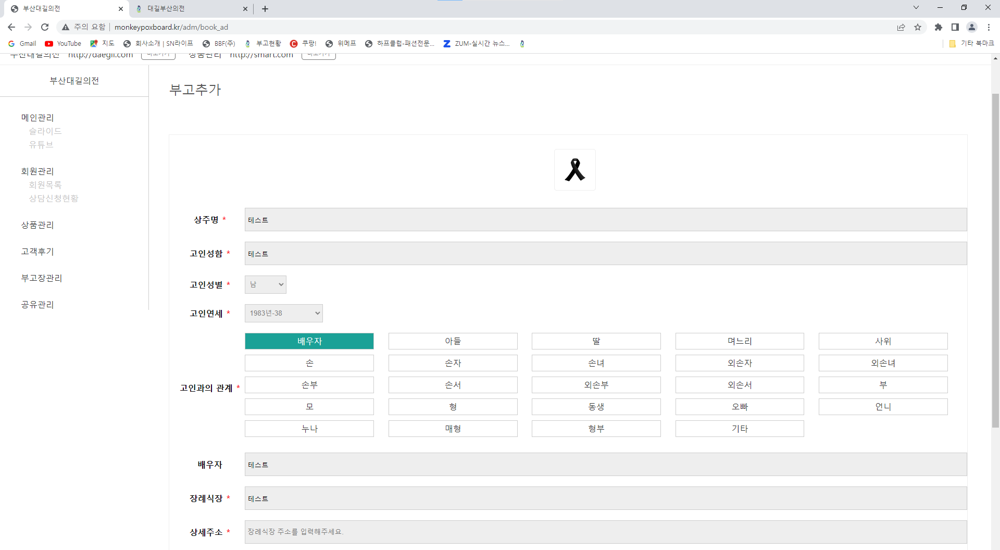 부산대길의전
대길부산의전
주의 요함
monkeypoxboard.kr/adm/book_ad
Gmail
YouTube
지도
회사소개 | SN라이프
BBF(주)
부고현황
쿠팡!
위메프
하프클럽-패션전문...
ZUM-실시간 뉴스...
기타 북마크
부산대길의전 http://daegil.com 바로가기 상품관리 http://smart.com 바로가기
부산대길의전
메인관리
슬라이드
유튜브
회원관리
회원목록
상담신청현황
상품관리
고객후기
부고장관리
공유관리
부고추가
상주명 * 테스트
고인성함 * 테스트
고인성별 * 남
고인연세 * 1983년-38
고인과의 관계 *
배우자 아들 딸 며느리 사위
손 손자 손녀 외손자 외손녀
손부 손서 외손부 외손서 부
모 형 동생 오빠 언니
누나 매형 형부 기타
배우자 테스트
장례식장 * 테스트
상세주소 * 장례식장 주소를 입력해주세요.